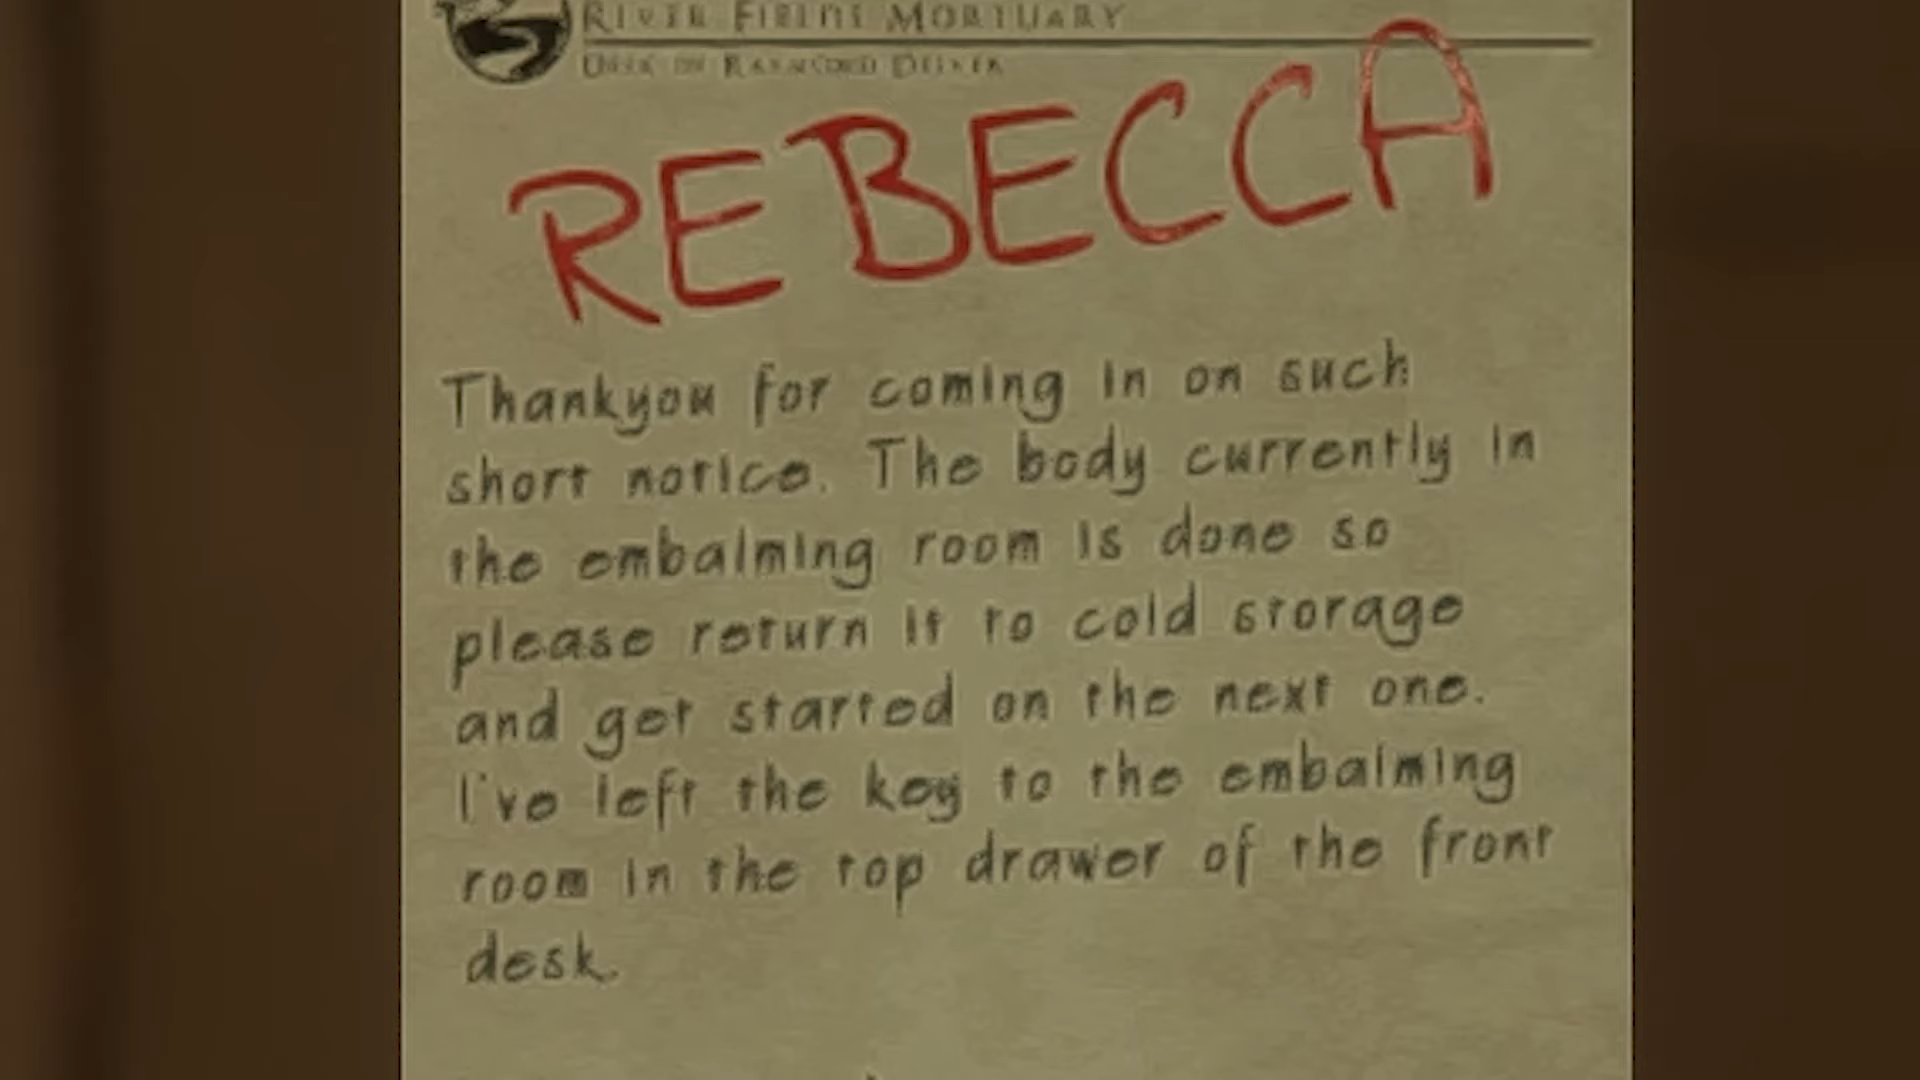 RIVER FIELDS MORTUARY
REBECCA
Thankyou for coming in on such
short notice. The body currently in
the embalming room is done so
please return it to cold storage
and get started on the next one.
I've left the key to the embalming
room in the top drawer of the front
desk.